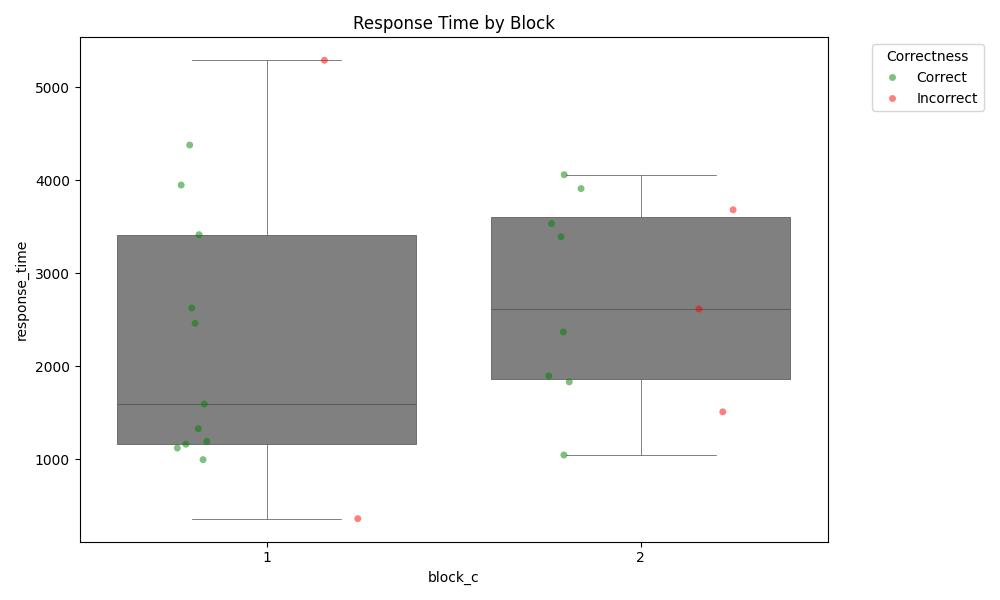 Response Time by Block
Correctness
Correct
Incorrect
response_time
5000
4000
3000
2000
1000
1
2
block_c